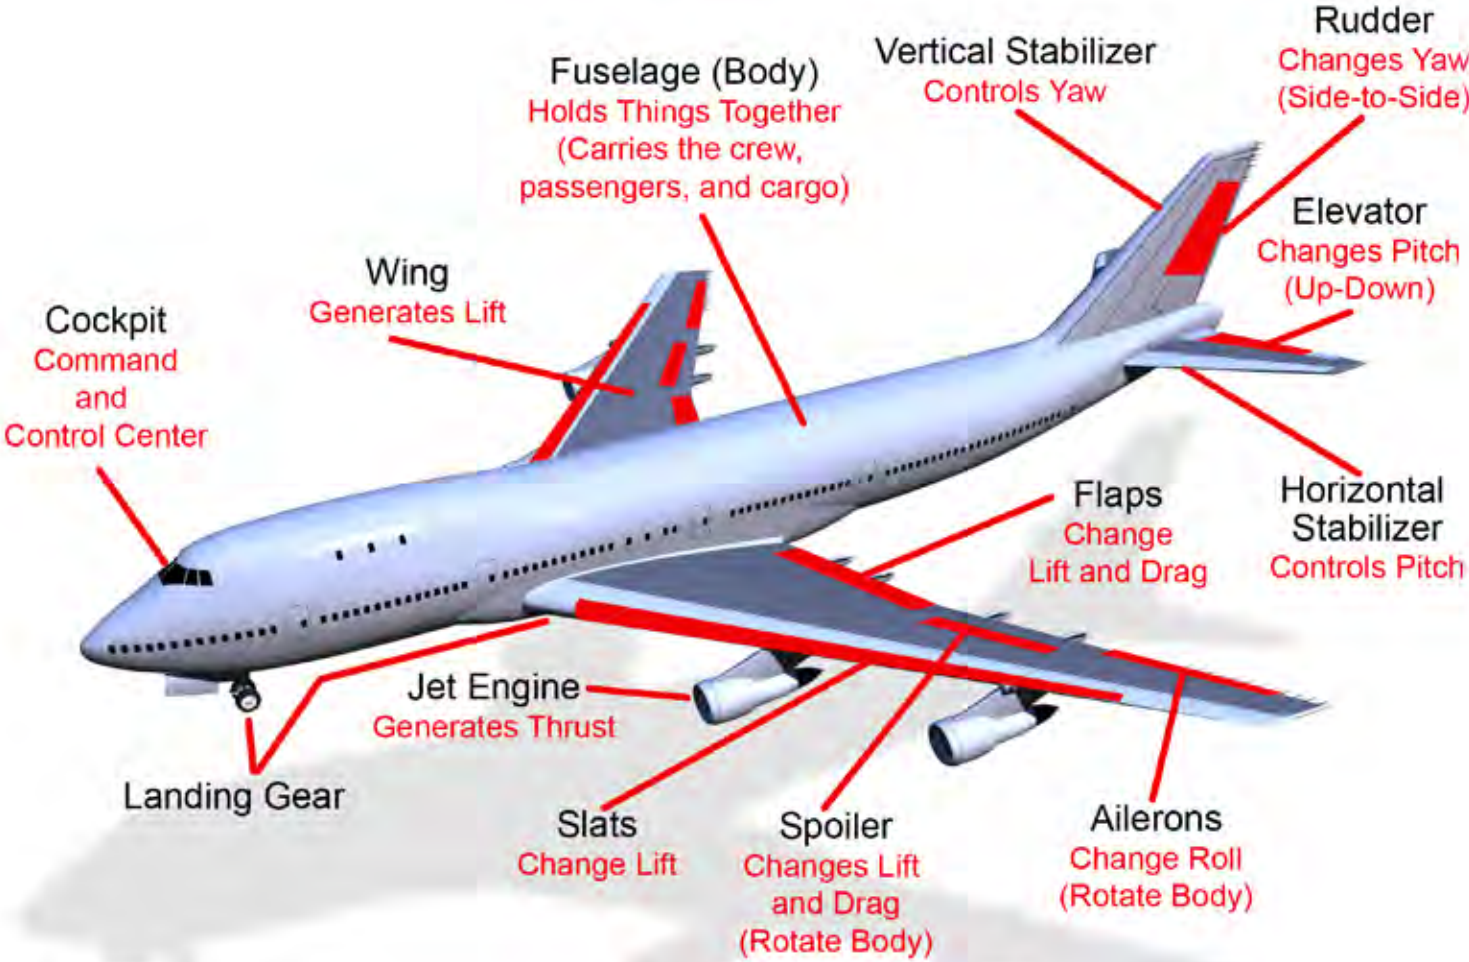 Rudder
Changes Yaw
(Side-to-Side)
Vertical Stabilizer
Controls Yaw
Fuselage (Body)
Holds Things Together
(Carries the crew,
passengers, and cargo)
Elevator
Changes Pitch
(Up-Down)
Wing
Generates Lift
Cockpit
Command
and
Control Center
Flaps
Change
Lift and Drag
Horizontal
Stabilizer
Controls Pitch
Jet Engine
Generates Thrust
Landing Gear
Slats
Change Lift
Spoiler
Changes Lift
and Drag
(Rotate Body)
Ailerons
Change Roll
(Rotate Body)